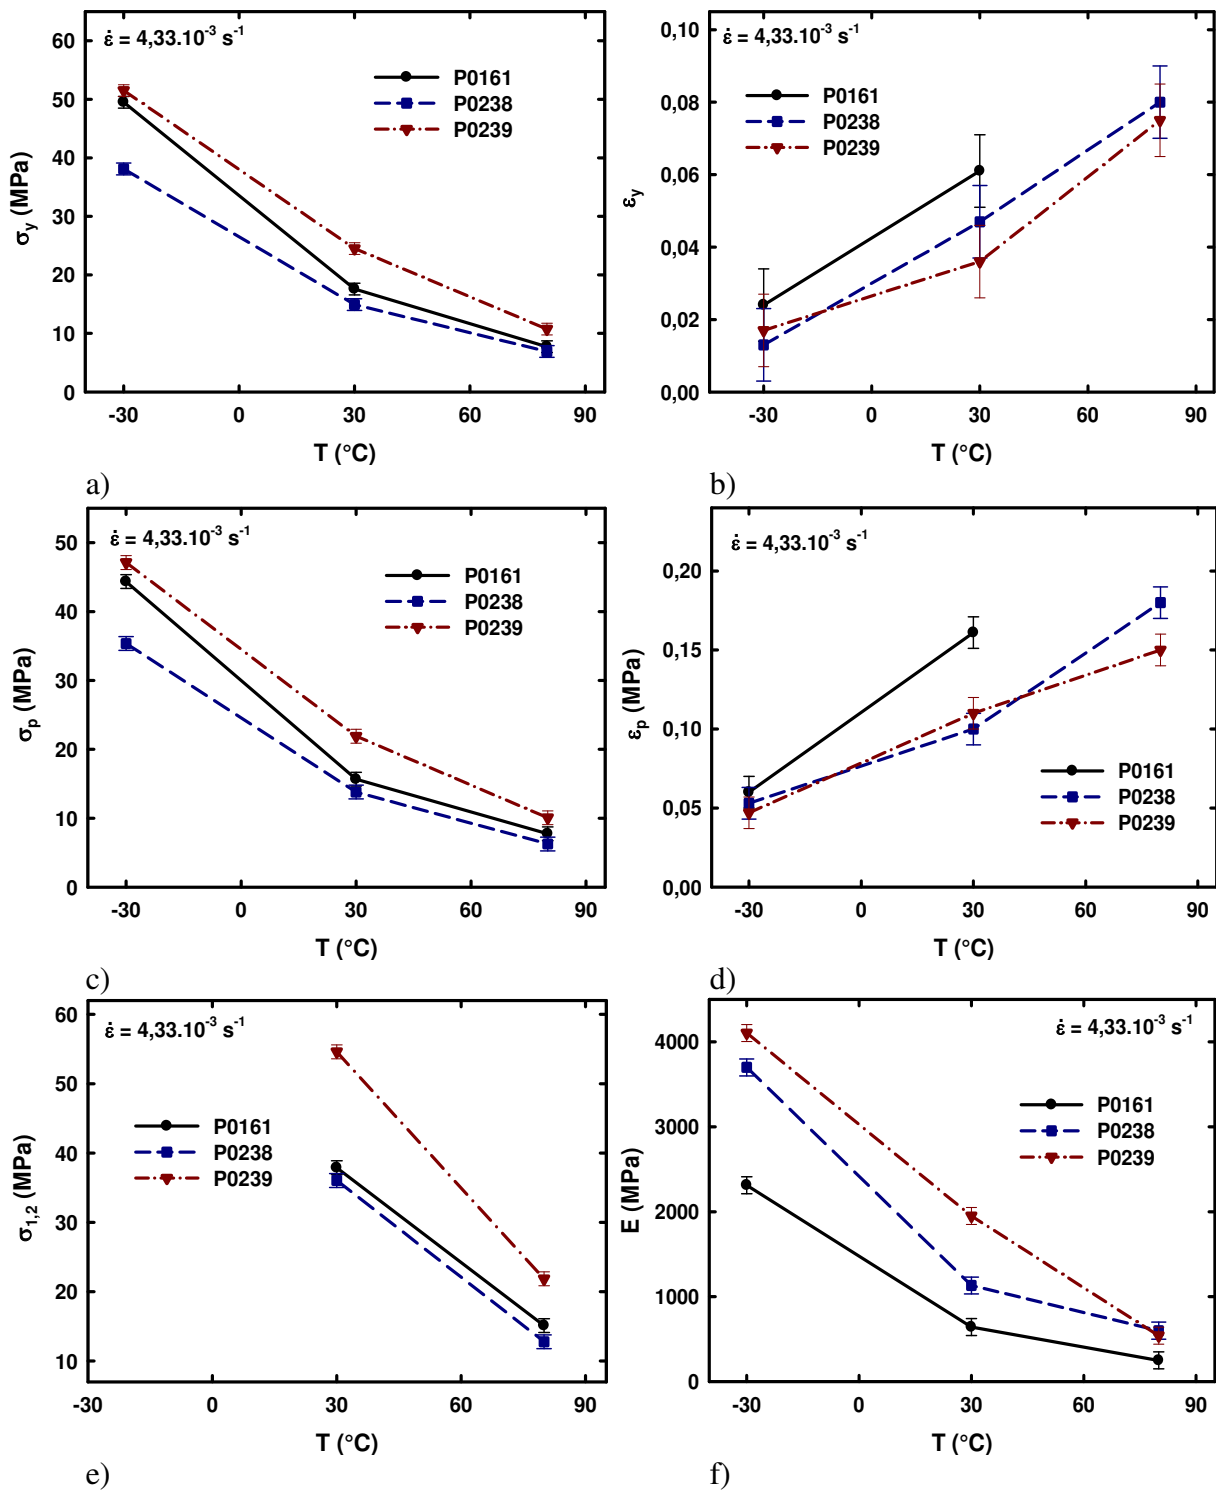 ε̇ = 4,33.10⁻³ s⁻¹
P0161
P0238
P0239
60
50
40
30
20
10
0
σy (MPa)
-30 0 30 60 90
T (°C)
a)
ε̇ = 4,33.10⁻³ s⁻¹
P0161
P0238
P0239
0,10
0,08
0,06
0,04
0,02
0,00
εy
-30 0 30 60 90
T (°C)
b)
ε̇ = 4,33.10⁻³ s⁻¹
P0161
P0238
P0239
50
40
30
20
10
0
σp (MPa)
-30 0 30 60 90
T (°C)
c)
ε̇ = 4,33.10⁻³ s⁻¹
0,20
0,15
0,10
0,05
0,00
εp (MPa)
P0161
P0238
P0239
-30 0 30 60 90
T (°C)
d)
ε̇ = 4,33.10⁻³ s⁻¹
P0161
P0238
P0239
60
50
40
30
20
10
σ1,2 (MPa)
-30 0 30 60 90
T (°C)
e)
ε̇ = 4,33.10⁻³ s⁻¹
P0161
P0238
P0239
4000
3000
2000
1000
0
E (MPa)
-30 0 30 60 90
T (°C)
f)